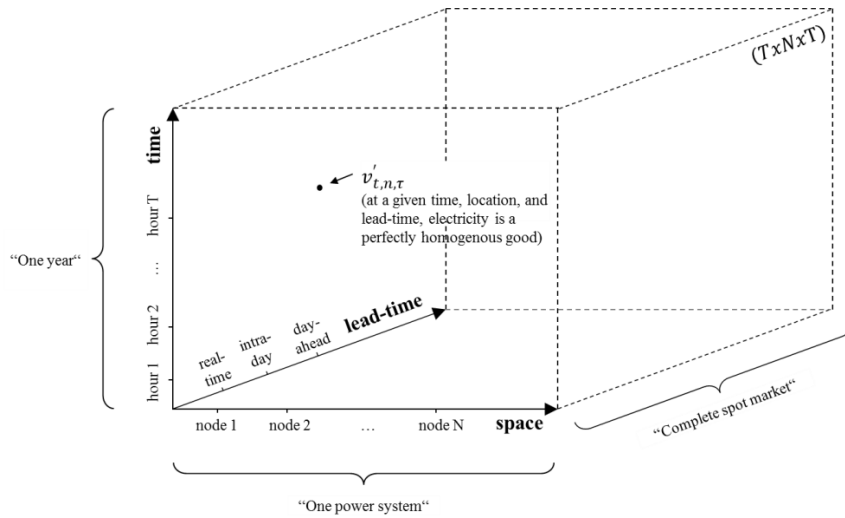 (TxNxT)
time
v′t,n,τ
(at a given time, location, and
lead-time, electricity is a
perfectly homogenous good)
hour T
“One year“
…
hour 2
hour 1
lead-time
real-
time
intra-
day
day-
ahead
node 1
node 2
…
node N
space
“Complete spot market“
“One power system“